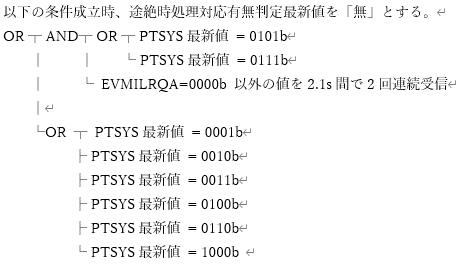 以下の条件成立時、途絶時処理対応有無判定最新値を「無」とする。↵
OR ┬ AND┬ OR ┬ PTSYS 最新値 = 0101b↵
│ │ └ PTSYS 最新値 = 0111b↵
│ └ EVMILRQA=0000b 以外の値を 2.1s 間で 2 回連続受信↵
│↵
└OR ┬ PTSYS 最新値 = 0001b↵
├ PTSYS 最新値 = 0010b↵
├ PTSYS 最新値 = 0011b↵
├ PTSYS 最新値 = 0100b↵
├ PTSYS 最新値 = 0110b↵
└ PTSYS 最新値 = 1000b ↵